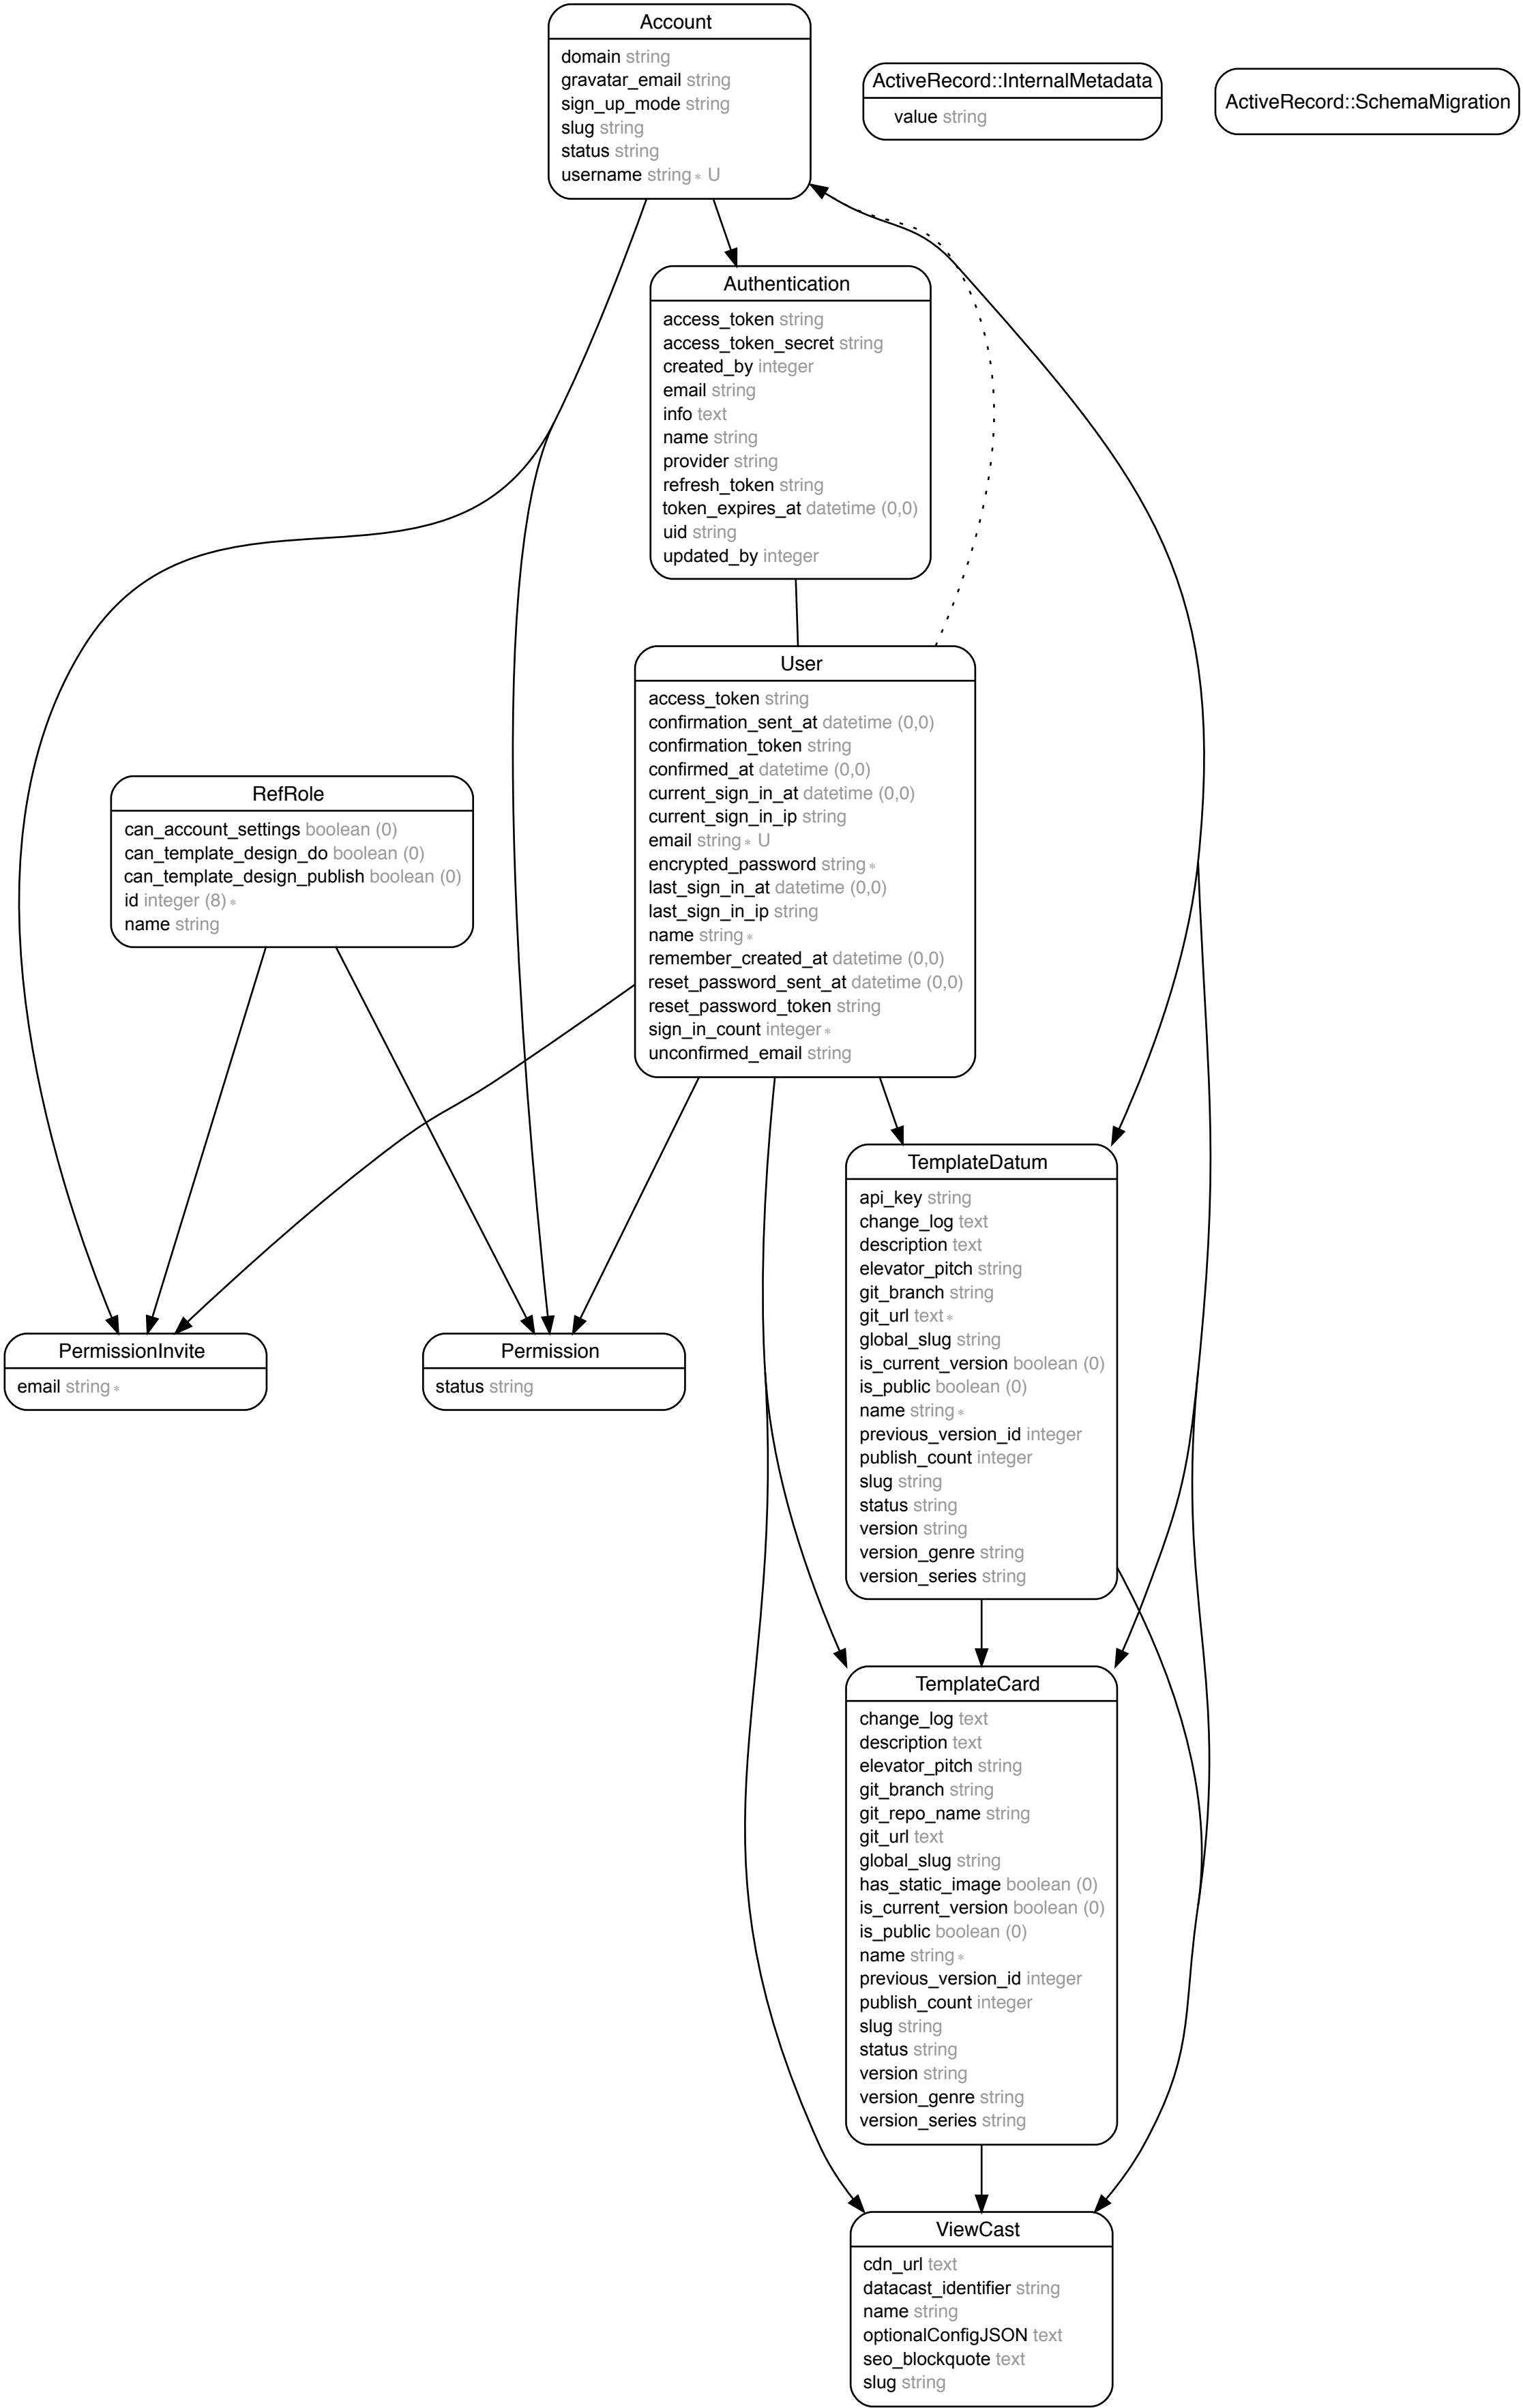 Account
domain string
gravatar_email string
sign_up_mode string
slug string
status string
username string * U
ActiveRecord::InternalMetadata
value string
ActiveRecord::SchemaMigration
Authentication
access_token string
access_token_secret string
created_by integer
email string
info text
name string
provider string
refresh_token string
token_expires_at datetime (0,0)
uid string
updated_by integer
User
access_token string
confirmation_sent_at datetime (0,0)
confirmation_token string
confirmed_at datetime (0,0)
current_sign_in_at datetime (0,0)
current_sign_in_ip string
email string * U
encrypted_password string *
last_sign_in_at datetime (0,0)
last_sign_in_ip string
name string *
remember_created_at datetime (0,0)
reset_password_sent_at datetime (0,0)
reset_password_token string
sign_in_count integer *
unconfirmed_email string
RefRole
can_account_settings boolean (0)
can_template_design_do boolean (0)
can_template_design_publish boolean (0)
id integer (8) *
name string
TemplateDatum
api_key string
change_log text
description text
elevator_pitch string
git_branch string
git_url text *
global_slug string
is_current_version boolean (0)
is_public boolean (0)
name string *
previous_version_id integer
publish_count integer
slug string
status string
version string
version_genre string
version_series string
PermissionInvite
email string *
Permission
status string
TemplateCard
change_log text
description text
elevator_pitch string
git_branch string
git_repo_name string
git_url text
global_slug string
has_static_image boolean (0)
is_current_version boolean (0)
is_public boolean (0)
name string *
previous_version_id integer
publish_count integer
slug string
status string
version string
version_genre string
version_series string
ViewCast
cdn_url text
datacast_identifier string
name string
optionalConfigJSON text
seo_blockquote text
slug string